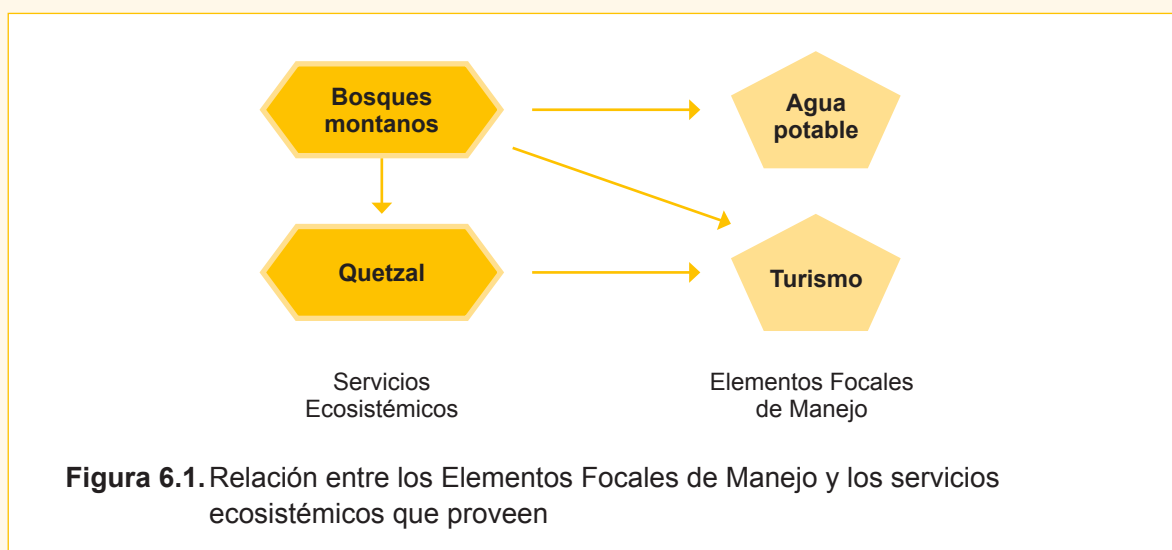 Bosques
montanos
Agua
potable
Quetzal
Turismo
Servicios
Ecosistémicos
Elementos Focales
de Manejo
Figura 6.1. Relación entre los Elementos Focales de Manejo y los servicios
ecosistémicos que proveen